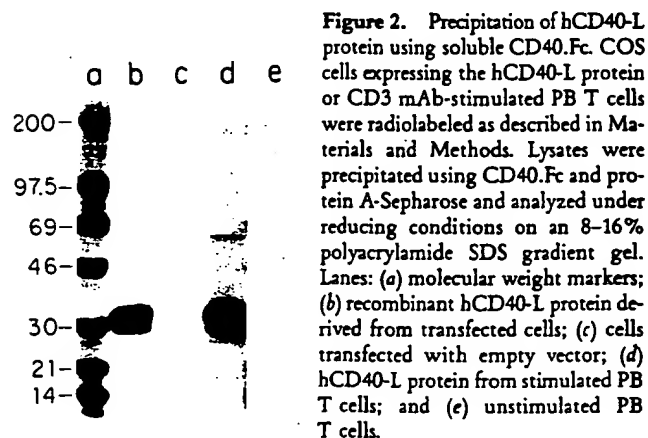 a b c d e
200-
97.5-
69-
46-
30-
21-
14-
Figure 2. Precipitation of hCD40-L
protein using soluble CD40.Fc. COS
cells expressing the hCD40-L protein
or CD3 mAb-stimulated PB T cells
were radiolabeled as described in Ma-
terials and Methods. Lysates were
precipitated using CD40.Fc and pro-
tein A-Sepharose and analyzed under
reducing conditions on an 8–16%
polyacrylamide SDS gradient gel.
Lanes: (a) molecular weight markers;
(b) recombinant hCD40-L protein de-
rived from transfected cells; (c) cells
transfected with empty vector; (d)
hCD40-L protein from stimulated PB
T cells; and (e) unstimulated PB
T cells.